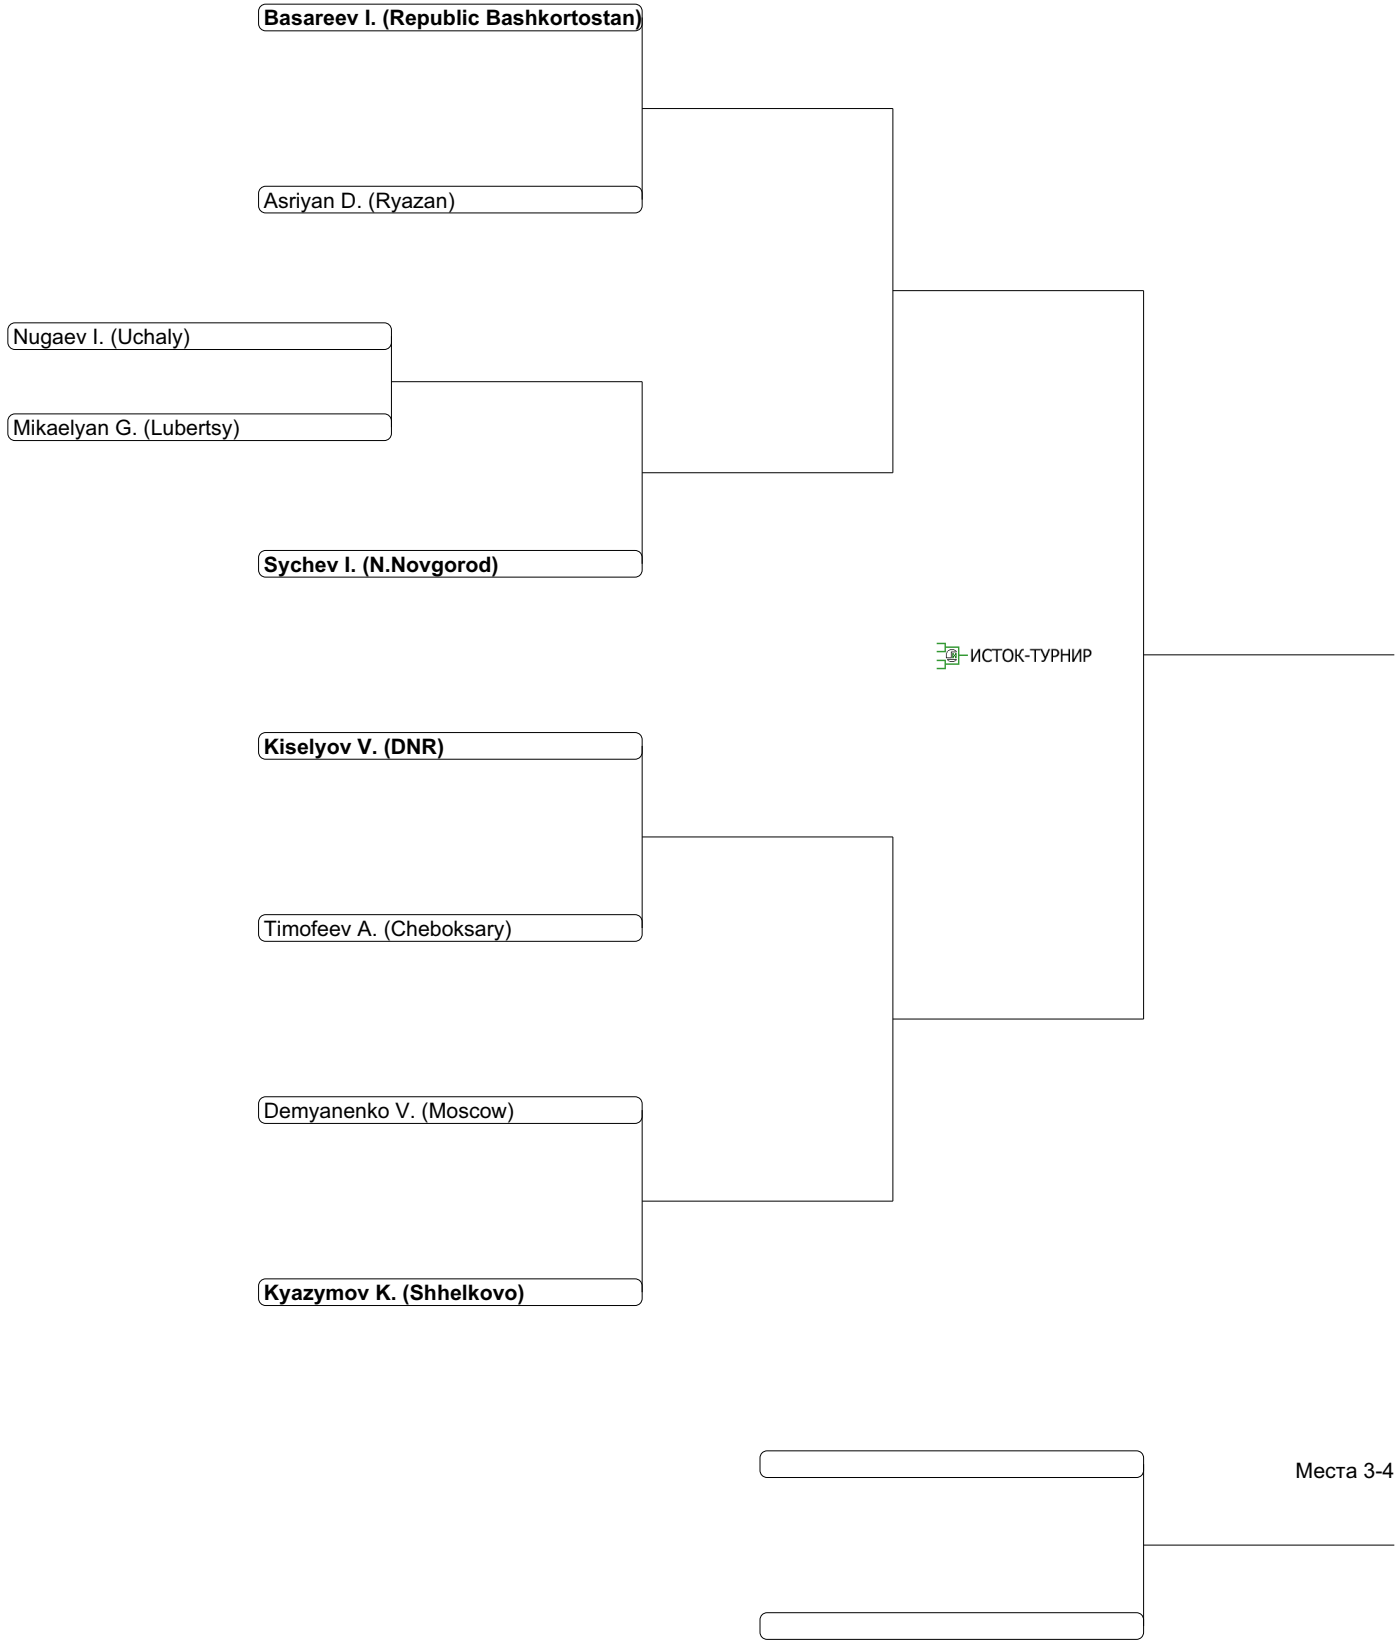 Basareev I. (Republic Bashkortostan)
Asriyan D. (Ryazan)
Nugaev I. (Uchaly)
Mikaelyan G. (Lubertsy)
Sychev I. (N.Novgorod)
ИСТОК-ТУРНИР
Kiselyov V. (DNR)
Timofeev A. (Cheboksary)
Demyanenko V. (Moscow)
Kyazymov K. (Shhelkovo)
Места 3-4